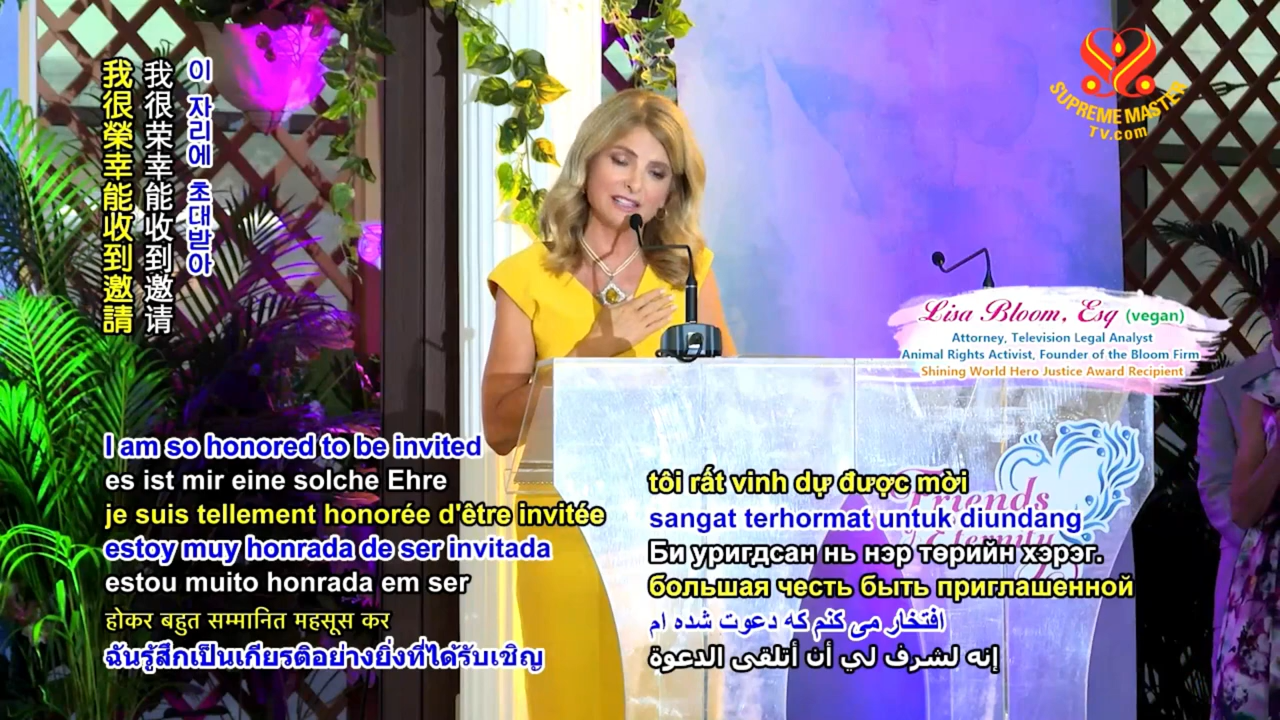 我很榮幸能收到邀請
我很荣幸能收到邀请
이 자리에 초대받아
SUPREME MASTER
TV.com
Lisa Bloom, Esq (vegan)
Attorney, Television Legal Analyst
Animal Rights Activist, Founder of the Bloom Firm
Shining World Hero Justice Award Recipient
I am so honored to be invited
es ist mir eine solche Ehre
je suis tellement honorée d'être invitée
estoy muy honrada de ser invitada
estou muito honrada em ser
होकर बहुत सम्मानित महसूस कर
ฉันรู้สึกเป็นเกียรติอย่างยิ่งที่ได้รับเชิญ
tôi rất vinh dự được mời
sangat terhormat untuk diundang
Би уригдсан нь нэр төрийн хэрэг.
большая честь быть приглашенной
افتخار می کنم که دعوت شده ام
إنه لشرف لي أن أتلقى الدعوة
Friends
of Eternity